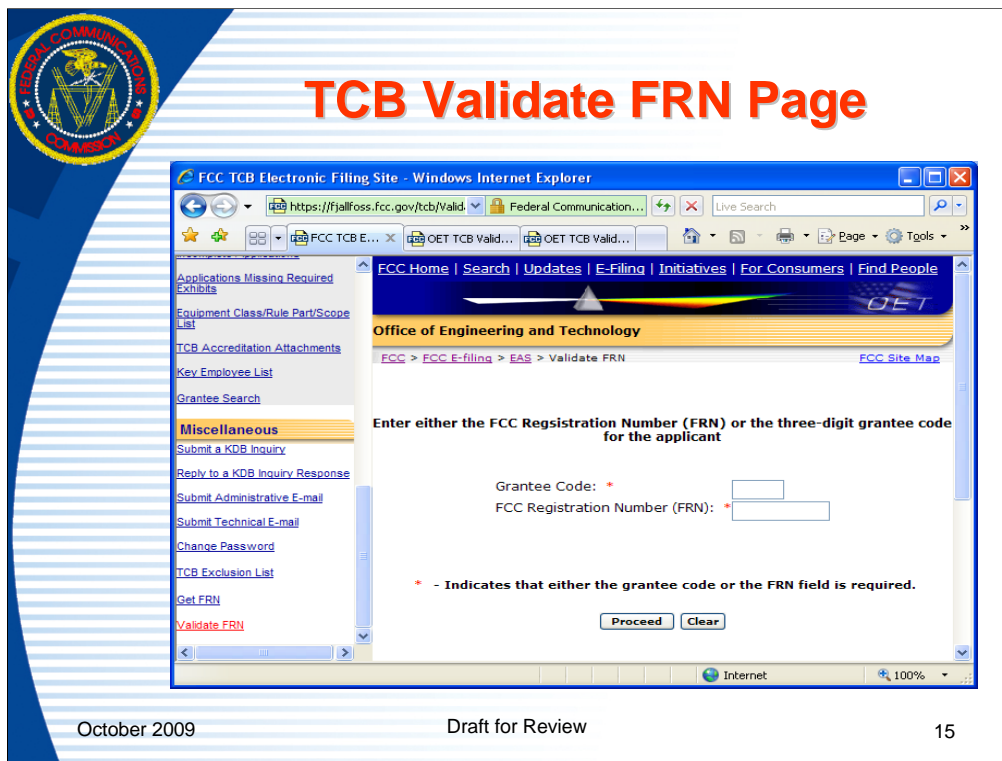 FEDERAL COMMUNICATIONS COMMISSION
TCB Validate FRN Page
FCC TCB Electronic Filing Site - Windows Internet Explorer
https://fjallfoss.fcc.gov/tcb/Valid. Federal Communication... Live Search
FCC TCB E... X OET TCB Valid... OET TCB Valid... Page Tools »
Applications Missing Required
Exhibits
Equipment Class/Rule Part/Scope
List
TCB Accreditation Attachments
Key Employee List
Grantee Search
Miscellaneous
Submit a KDB Inquiry
Reply to a KDB Inquiry Response
Submit Administrative E-mail
Submit Technical E-mail
Change Password
TCB Exclusion List
Get FRN
Validate FRN
FCC Home | Search | Updates | E-Filing | Initiatives | For Consumers | Find People
OET
Office of Engineering and Technology
FCC > FCC E-filing > EAS > Validate FRN FCC Site Map
Enter either the FCC Regsistration Number (FRN) or the three-digit grantee code
for the applicant
Grantee Code: *
FCC Registration Number (FRN): *
* - Indicates that either the grantee code or the FRN field is required.
Proceed Clear
Internet 100%
October 2009 Draft for Review 15